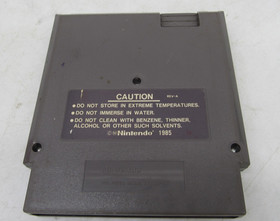 CAUTION REV-A
•DO NOT STORE IN EXTREME TEMPERATURES.
•DO NOT IMMERSE IN WATER.
•DO NOT CLEAN WITH BENZENE, THINNER,
ALCOHOL OR OTHER SUCH SOLVENTS.
©®Nintendo 1985